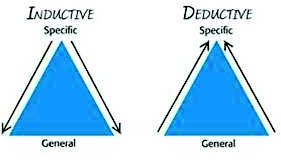 INDUCTIVE
Specific
General
DEDUCTIVE
Specific
General